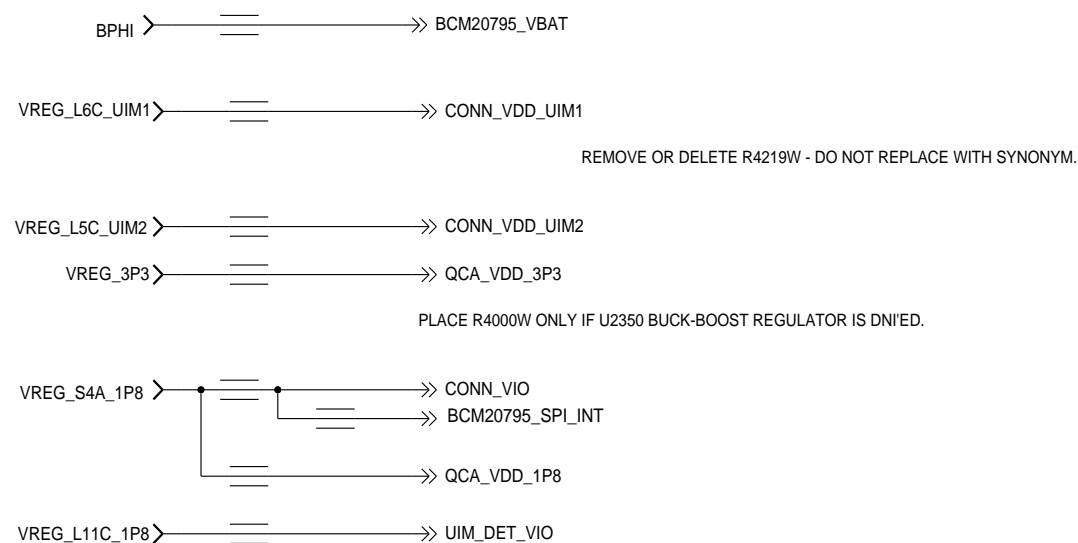 BPHI BCM20795_VBAT
VREG_L6C_UIM1 CONN_VDD_UIM1
REMOVE OR DELETE R4219W - DO NOT REPLACE WITH SYNONYM.
VREG_L5C_UIM2 CONN_VDD_UIM2
VREG_3P3 QCA_VDD_3P3
PLACE R4000W ONLY IF U2350 BUCK-BOOST REGULATOR IS DNI'ED.
VREG_S4A_1P8 CONN_VIO
BCM20795_SPI_INT
QCA_VDD_1P8
VREG_L11C_1P8 UIM_DET_VIO